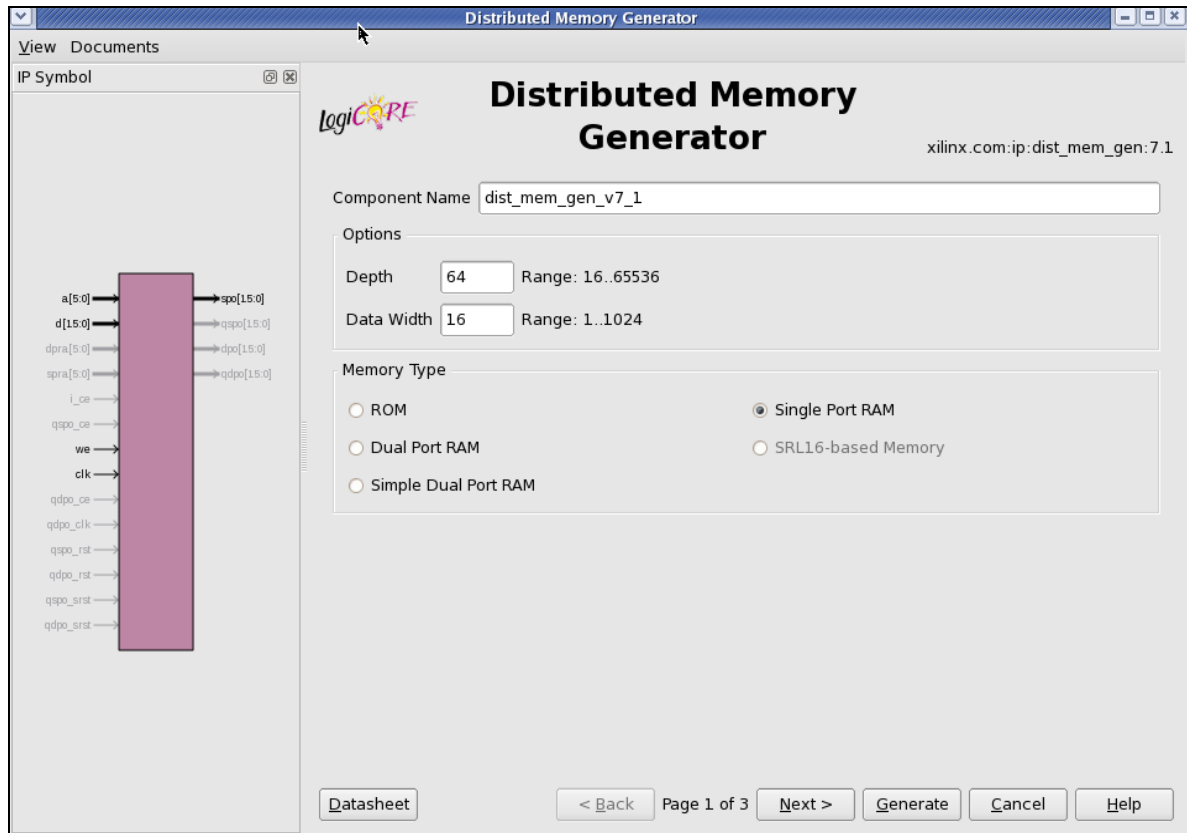 Distributed Memory Generator
View Documents
IP Symbol
a[5:0]
d[15:0]
dpra[5:0]
spra[5:0]
i_ce
qspo_ce
we
clk
qdpo_ce
qdpo_clk
qspo_rst
qdpo_rst
qspo_srst
qdpo_srst
spo[15:0]
qspo[15:0]
dpo[15:0]
qdpo[15:0]
LogiCORE
Distributed Memory
Generator
xilinx.com:ip:dist_mem_gen:7.1
Component Name dist_mem_gen_v7_1
Options
Depth 64 Range: 16..65536
Data Width 16 Range: 1..1024
Memory Type
ROM
Single Port RAM
Dual Port RAM
SRL16-based Memory
Simple Dual Port RAM
Datasheet
< Back Page 1 of 3 Next > Generate Cancel Help